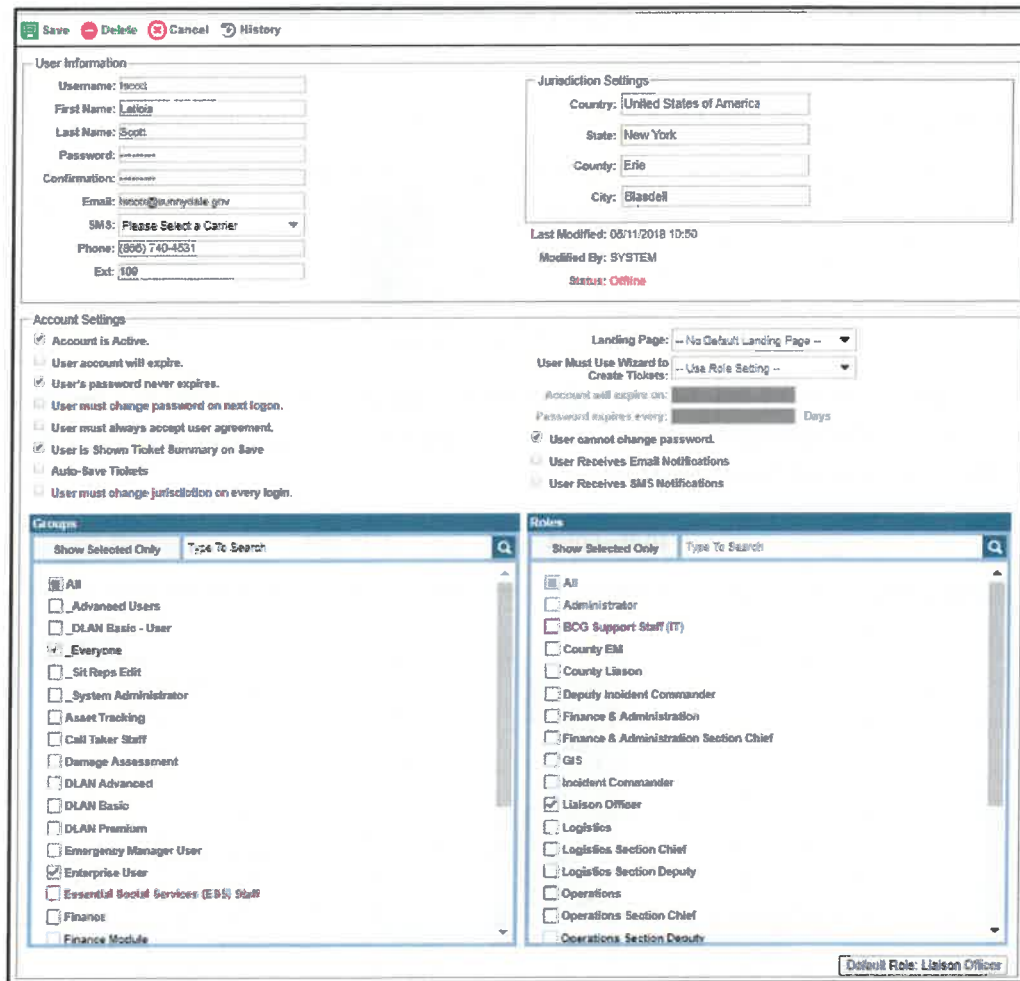 Save Delete Cancel History
User Information
Username:
First Name: Leticia
Last Name: Scott
Password:
Confirmation:
Email: lscott@sunnydale.gov
SMS: Please Select a Carrier
Phone: (866) 740-4531
Ext: 109
Jurisdiction Settings
Country: United States of America
State: New York
County: Erie
City: Blasdell
Last Modified: 06/11/2018 10:50
Modified By: SYSTEM
Status: Offline
Account Settings
Account is Active.
User account will expire.
User's password never expires.
User must change password on next logon.
User must always accept user agreement.
User is Shown Ticket Summary on Save
Auto-Save Tickets
User must change jurisdiction on every login.
Landing Page: -- No Default Landing Page --
User Must Use Wizard to
Create Tickets: -- Use Role Setting --
Account will expire on:
Password expires every: Days
User cannot change password.
User Receives Email Notifications
User Receives SMS Notifications
Groups
Show Selected Only Type To Search
All
_Advanced Users
_DLAN Basic - User
_Everyone
_Sit Reps Edit
_System Administrator
Asset Tracking
Call Taker Staff
Damage Assessment
DLAN Advanced
DLAN Basic
DLAN Premium
Emergency Manager User
Enterprise User
Essential Social Services (ESS) Staff
Finance
Finance Module
Roles
Show Selected Only Type To Search
All
Administrator
BCG Support Staff (IT)
County EM
County Liason
Deputy Incident Commander
Finance & Administration
Finance & Administration Section Chief
GIS
Incident Commander
Liaison Officer
Logistics
Logistics Section Chief
Logistics Section Deputy
Operations
Operations Section Chief
Operations Section Deputy
Default Role: Liaison Officer